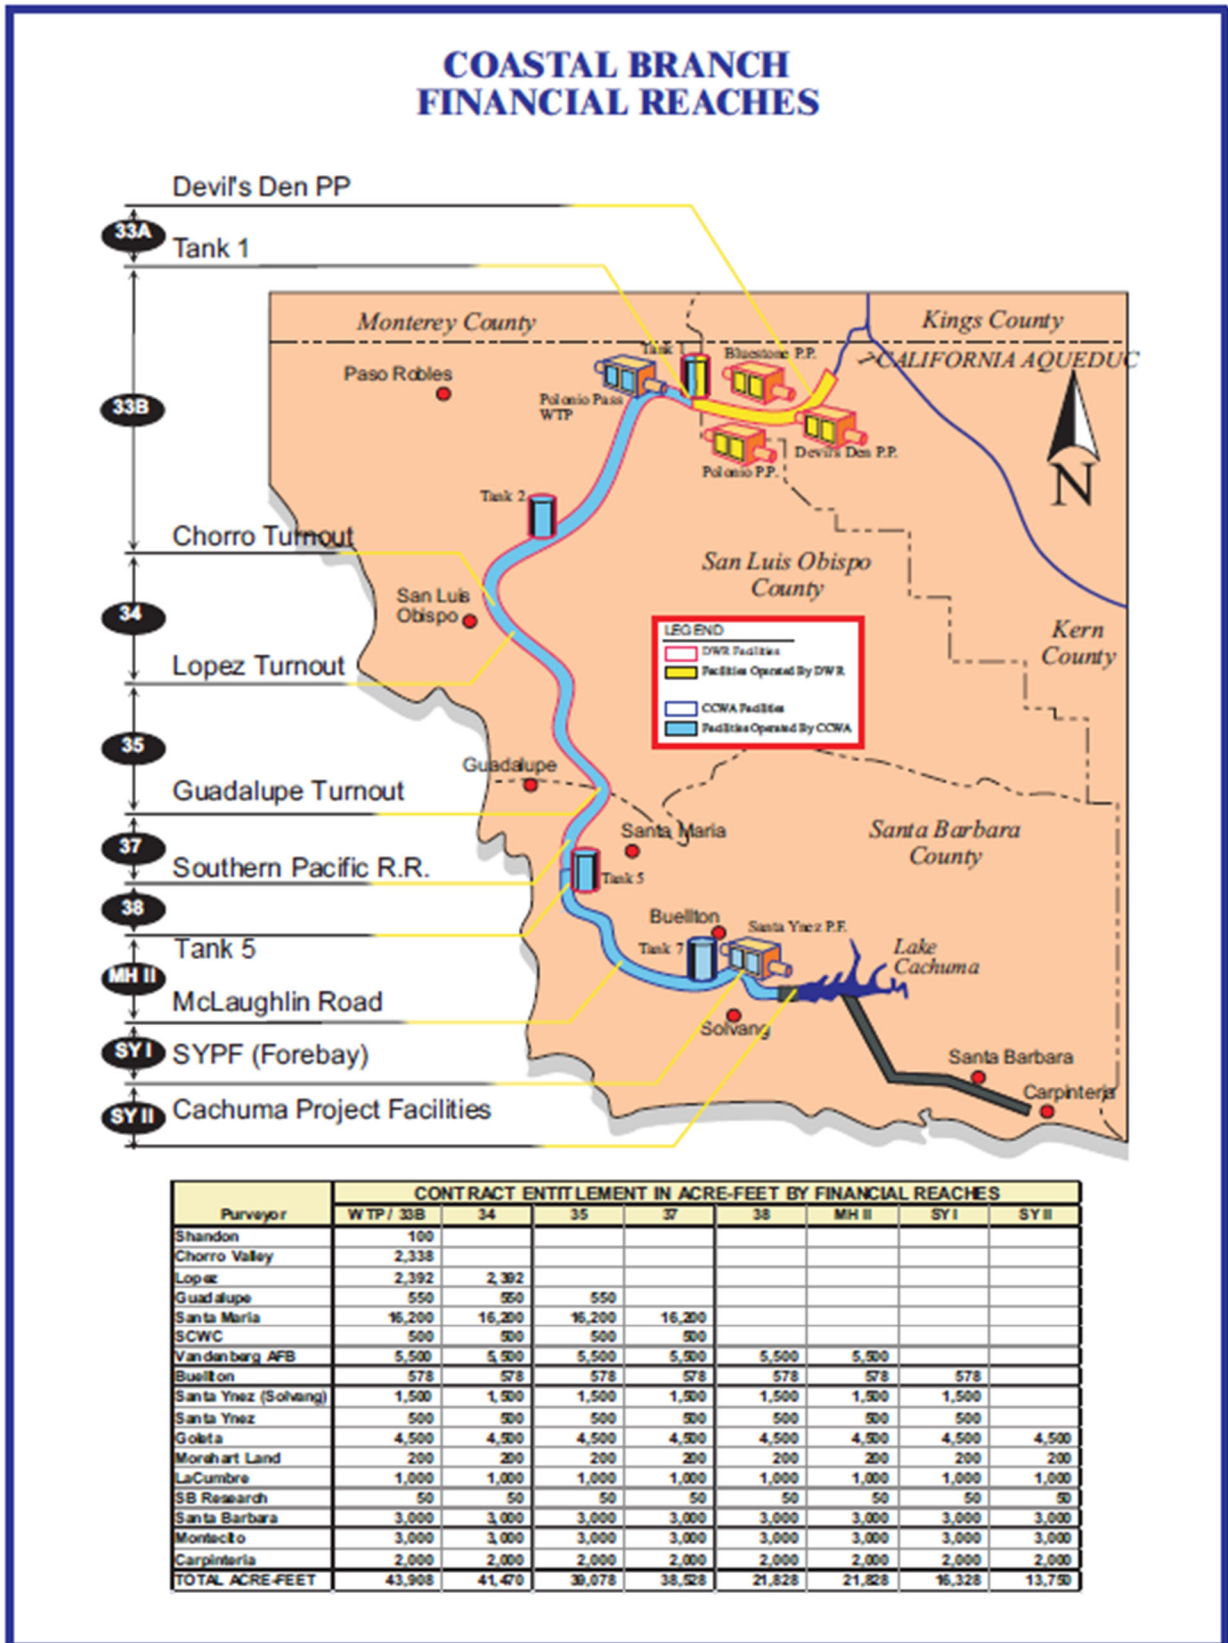 COASTAL BRANCH
FINANCIAL REACHES
Devil's Den PP
33A
Tank 1
Monterey County
Kings County
CALIFORNIA AQUEDUC
Tank 1
Bluestone P.P.
Paso Robles
Polonio Pass
WTP
33B
Devil's Den P.P.
Polonio P.P.
N
Tank 2
Chorro Turnout
San Luis Obispo
County
San Luis
Obispo
34
Kern
County
LEGEND
DWR Facilities
Facilities Operated By DWR
CCWA Facilities
Facilities Operated By CCWA
Lopez Turnout
35
Guadalupe
Guadalupe Turnout
Santa Maria
Santa Barbara
County
37
Southern Pacific R.R.
Tank 5
38
Buellton
Santa Ynez P.F.
Tank 7
Lake
Cachuma
Tank 5
MH II
McLaughlin Road
Solvang
SY I
SYPF (Forebay)
Santa Barbara
Carpinteria
SY II
Cachuma Project Facilities
CONTRACT ENTITLEMENT IN ACRE-FEET BY FINANCIAL REACHES
Purveyor WTP / 33B 34 35 37 38 MH II SY I SY II
Shandon 100
Chorro Valley 2,338
Lopez 2,392 2,392
Guadalupe 550 550 550
Santa Maria 16,200 16,200 16,200 16,200
SCWC 500 500 500 500
Vandenberg AFB 5,500 5,500 5,500 5,500 5,500 5,500
Buellton 578 578 578 578 578 578 578
Santa Ynez (Solvang) 1,500 1,500 1,500 1,500 1,500 1,500 1,500
Santa Ynez 500 500 500 500 500 500 500
Goleta 4,500 4,500 4,500 4,500 4,500 4,500 4,500 4,500
Morehart Land 200 200 200 200 200 200 200 200
LaCumbre 1,000 1,000 1,000 1,000 1,000 1,000 1,000 1,000
SB Research 50 50 50 50 50 50 50 50
Santa Barbara 3,000 3,000 3,000 3,000 3,000 3,000 3,000 3,000
Montecito 3,000 3,000 3,000 3,000 3,000 3,000 3,000 3,000
Carpinteria 2,000 2,000 2,000 2,000 2,000 2,000 2,000 2,000
TOTAL ACRE-FEET 43,908 41,470 39,078 38,528 21,828 21,828 16,328 13,750